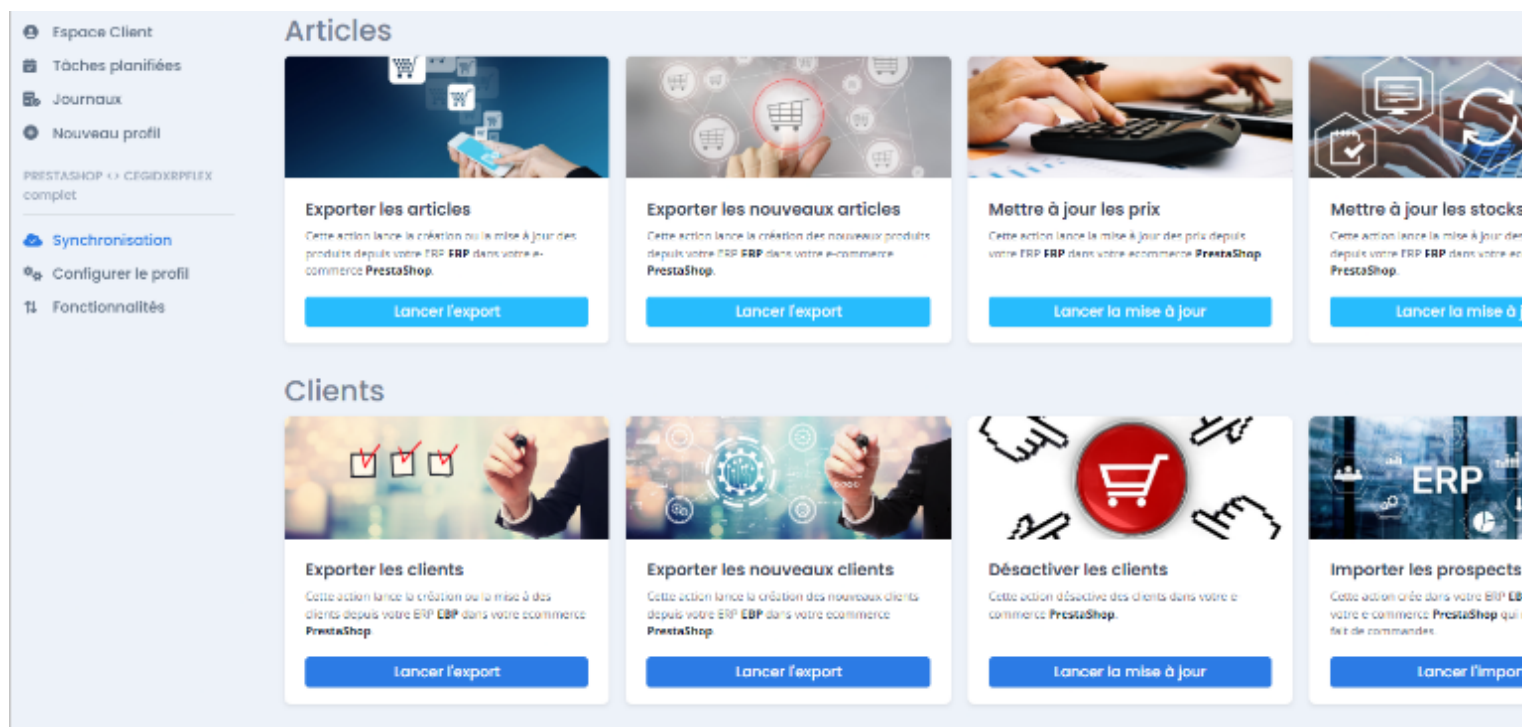 Espace Client
Tâches planifiées
Journaux
Nouveau profil
PRESTASHOP <> CEGIDXRPFLEX
complet
Synchronisation
Configurer le profil
Fonctionnalités
Articles
Exporter les articles
Cette action lance la création ou la mise à jour des
produits depuis votre ERP EBP dans votre e-
commerce PrestaShop.
Lancer l'export
Exporter les nouveaux articles
Cette action lance la création des nouveaux produits
depuis votre ERP EBP dans votre e-commerce
PrestaShop.
Lancer l'export
Mettre à jour les prix
Cette action lance la mise à jour des prix depuis
votre ERP EBP dans votre ecommerce PrestaShop
Lancer la mise à jour
Mettre à jour les stocks
Cette action lance la mise à jour des
depuis votre ERP EBP dans votre ec
PrestaShop.
Lancer la mise à j
Clients
Exporter les clients
Cette action lance la création ou la mise à des
clients depuis votre ERP EBP dans votre ecommerce
PrestaShop
Lancer l'export
Exporter les nouveaux clients
Cette action lance la création des nouveaux clients
depuis votre ERP EBP dans votre ecommerce
PrestaShop
Lancer l'export
Désactiver les clients
Cette action désactive des clients dans votre e
commerce PrestaShop.
Lancer la mise à jour
ERP
Importer les prospects
Cette action crée dans votre ERP EB
votre e-commerce PrestaShop qui
fait de commandes.
Lancer l'impor